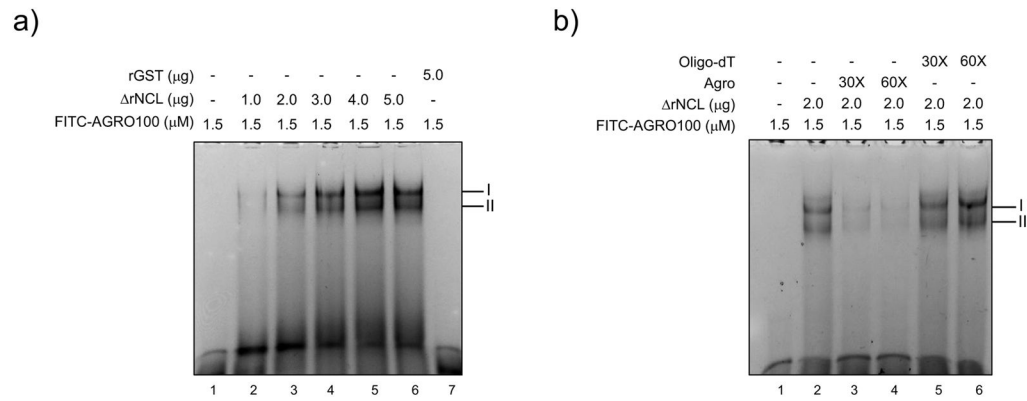 a)
rGST (μg) - - - - - - 5.0
ΔrNCL (μg) - 1.0 2.0 3.0 4.0 5.0 -
FITC-AGRO100 (μM) 1.5 1.5 1.5 1.5 1.5 1.5 1.5
I
II
1 2 3 4 5 6 7
b)
Oligo-dT - - - - 30X 60X
Agro - - 30X 60X - -
ΔrNCL (μg) - 2.0 2.0 2.0 2.0 2.0
FITC-AGRO100 (μM) 1.5 1.5 1.5 1.5 1.5 1.5
I
II
1 2 3 4 5 6